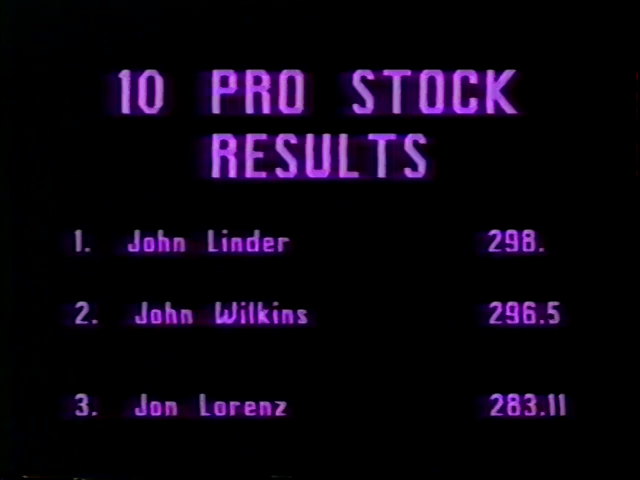 10 PRO STOCK
RESULTS
1. John Linder 298.
2. John Wilkins 296.5
3. Jon Lorenz 283.11